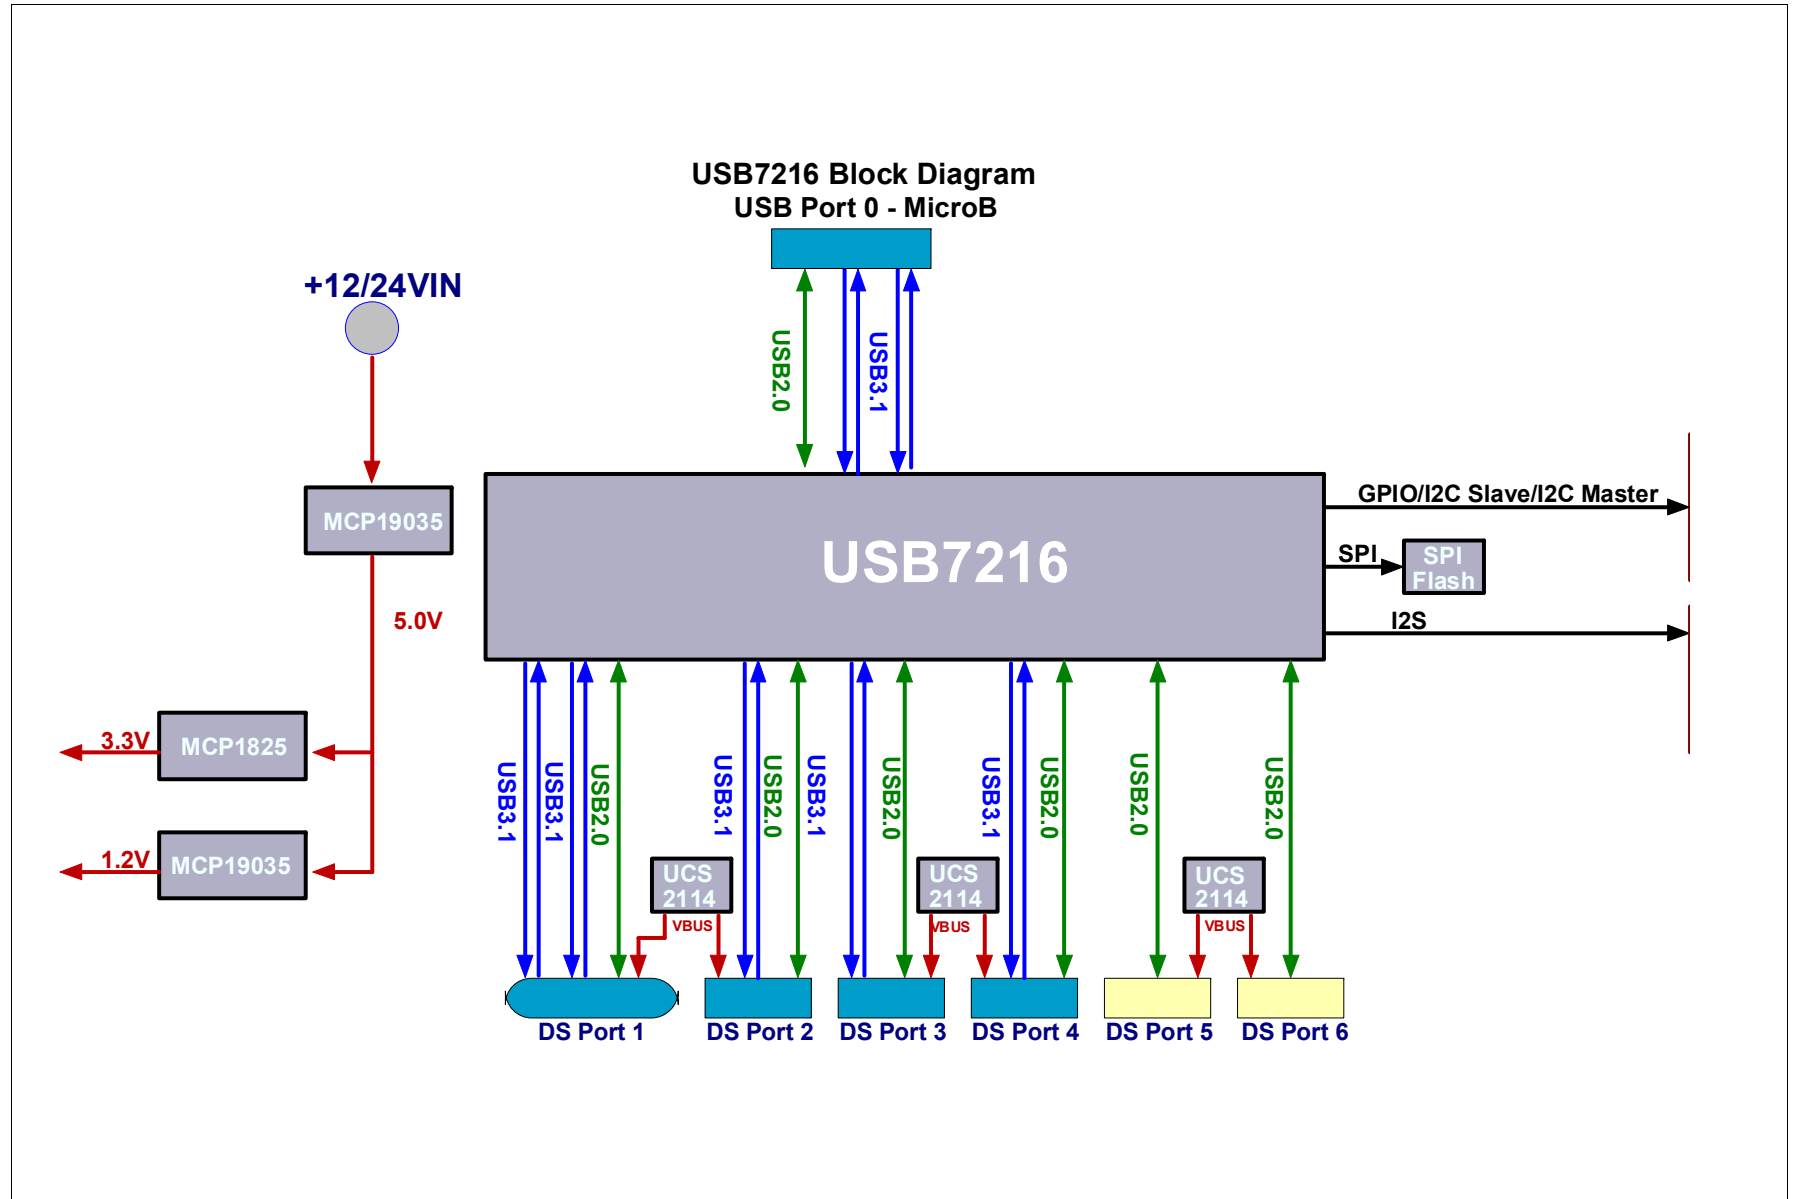 USB7216 Block Diagram
USB Port 0 - MicroB
+12/24VIN
USB2.0
USB3.1
MCP19035
USB7216
GPIO/I2C Slave/I2C Master
SPI
SPI
Flash
I2S
5.0V
3.3V
MCP1825
1.2V
MCP19035
USB3.1
USB3.1
USB2.0
USB3.1
USB2.0
USB3.1
USB2.0
USB3.1
USB2.0
USB2.0
USB2.0
UCS
2114
VBUS
UCS
2114
VBUS
UCS
2114
VBUS
DS Port 1
DS Port 2
DS Port 3
DS Port 4
DS Port 5
DS Port 6